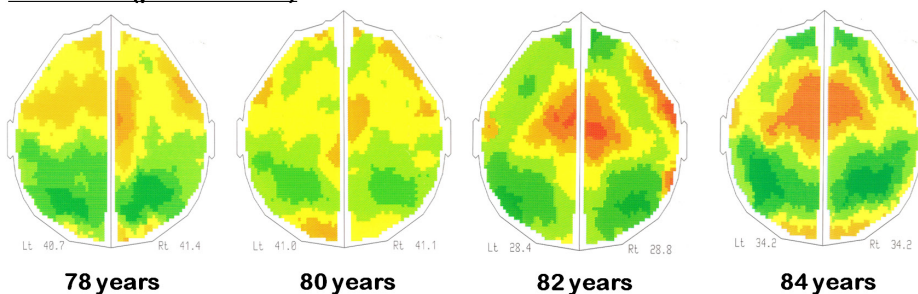 Lt 40.7 Rt 41.4
Lt 41.0 Rt 41.1
Lt 28.4 Rt 28.8
Lt 34.2 Rt 34.2
78 years 80 years 82 years 84 years